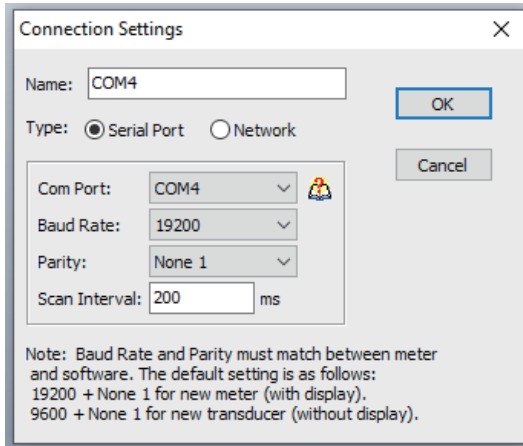 Connection Settings
Name: COM4
OK
Type: Serial Port Network
Cancel
Com Port: COM4
Baud Rate: 19200
Parity: None 1
Scan Interval: 200 ms
Note: Baud Rate and Parity must match between meter
and software. The default setting is as follows:
19200 + None 1 for new meter (with display).
9600 + None 1 for new transducer (without display).